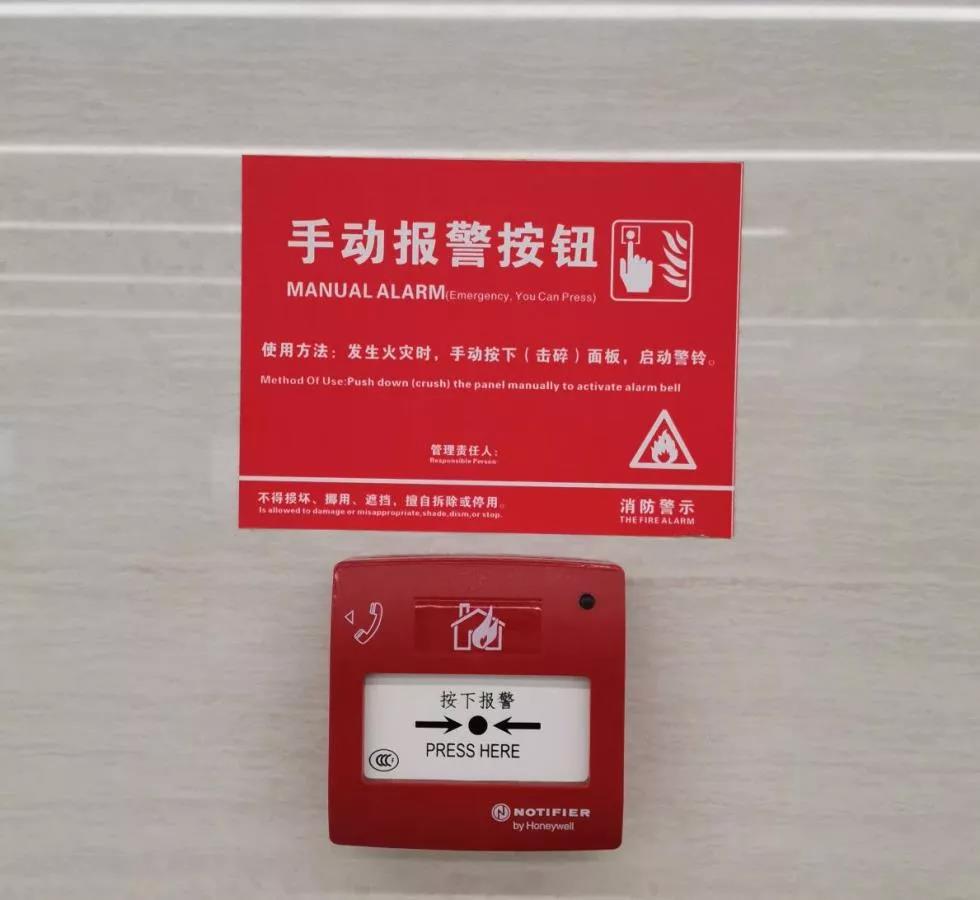 手动报警按钮
MANUAL ALARM(Emergency, You Can Press)
使用方法：发生火灾时，手动按下（击碎）面板，启动警铃。
Method Of Use:Push down (crush) the panel manually to activate alarm bell
管理责任人：
Responsible Person:
不得损坏、挪用、遮挡，擅自拆除或停用。
Is allowed to damage or misappropriate,shade,dism,or stop.
消防警示
THE FIRE ALARM
按下报警
PRESS HERE
CCC
NOTIFIER
by Honeywell